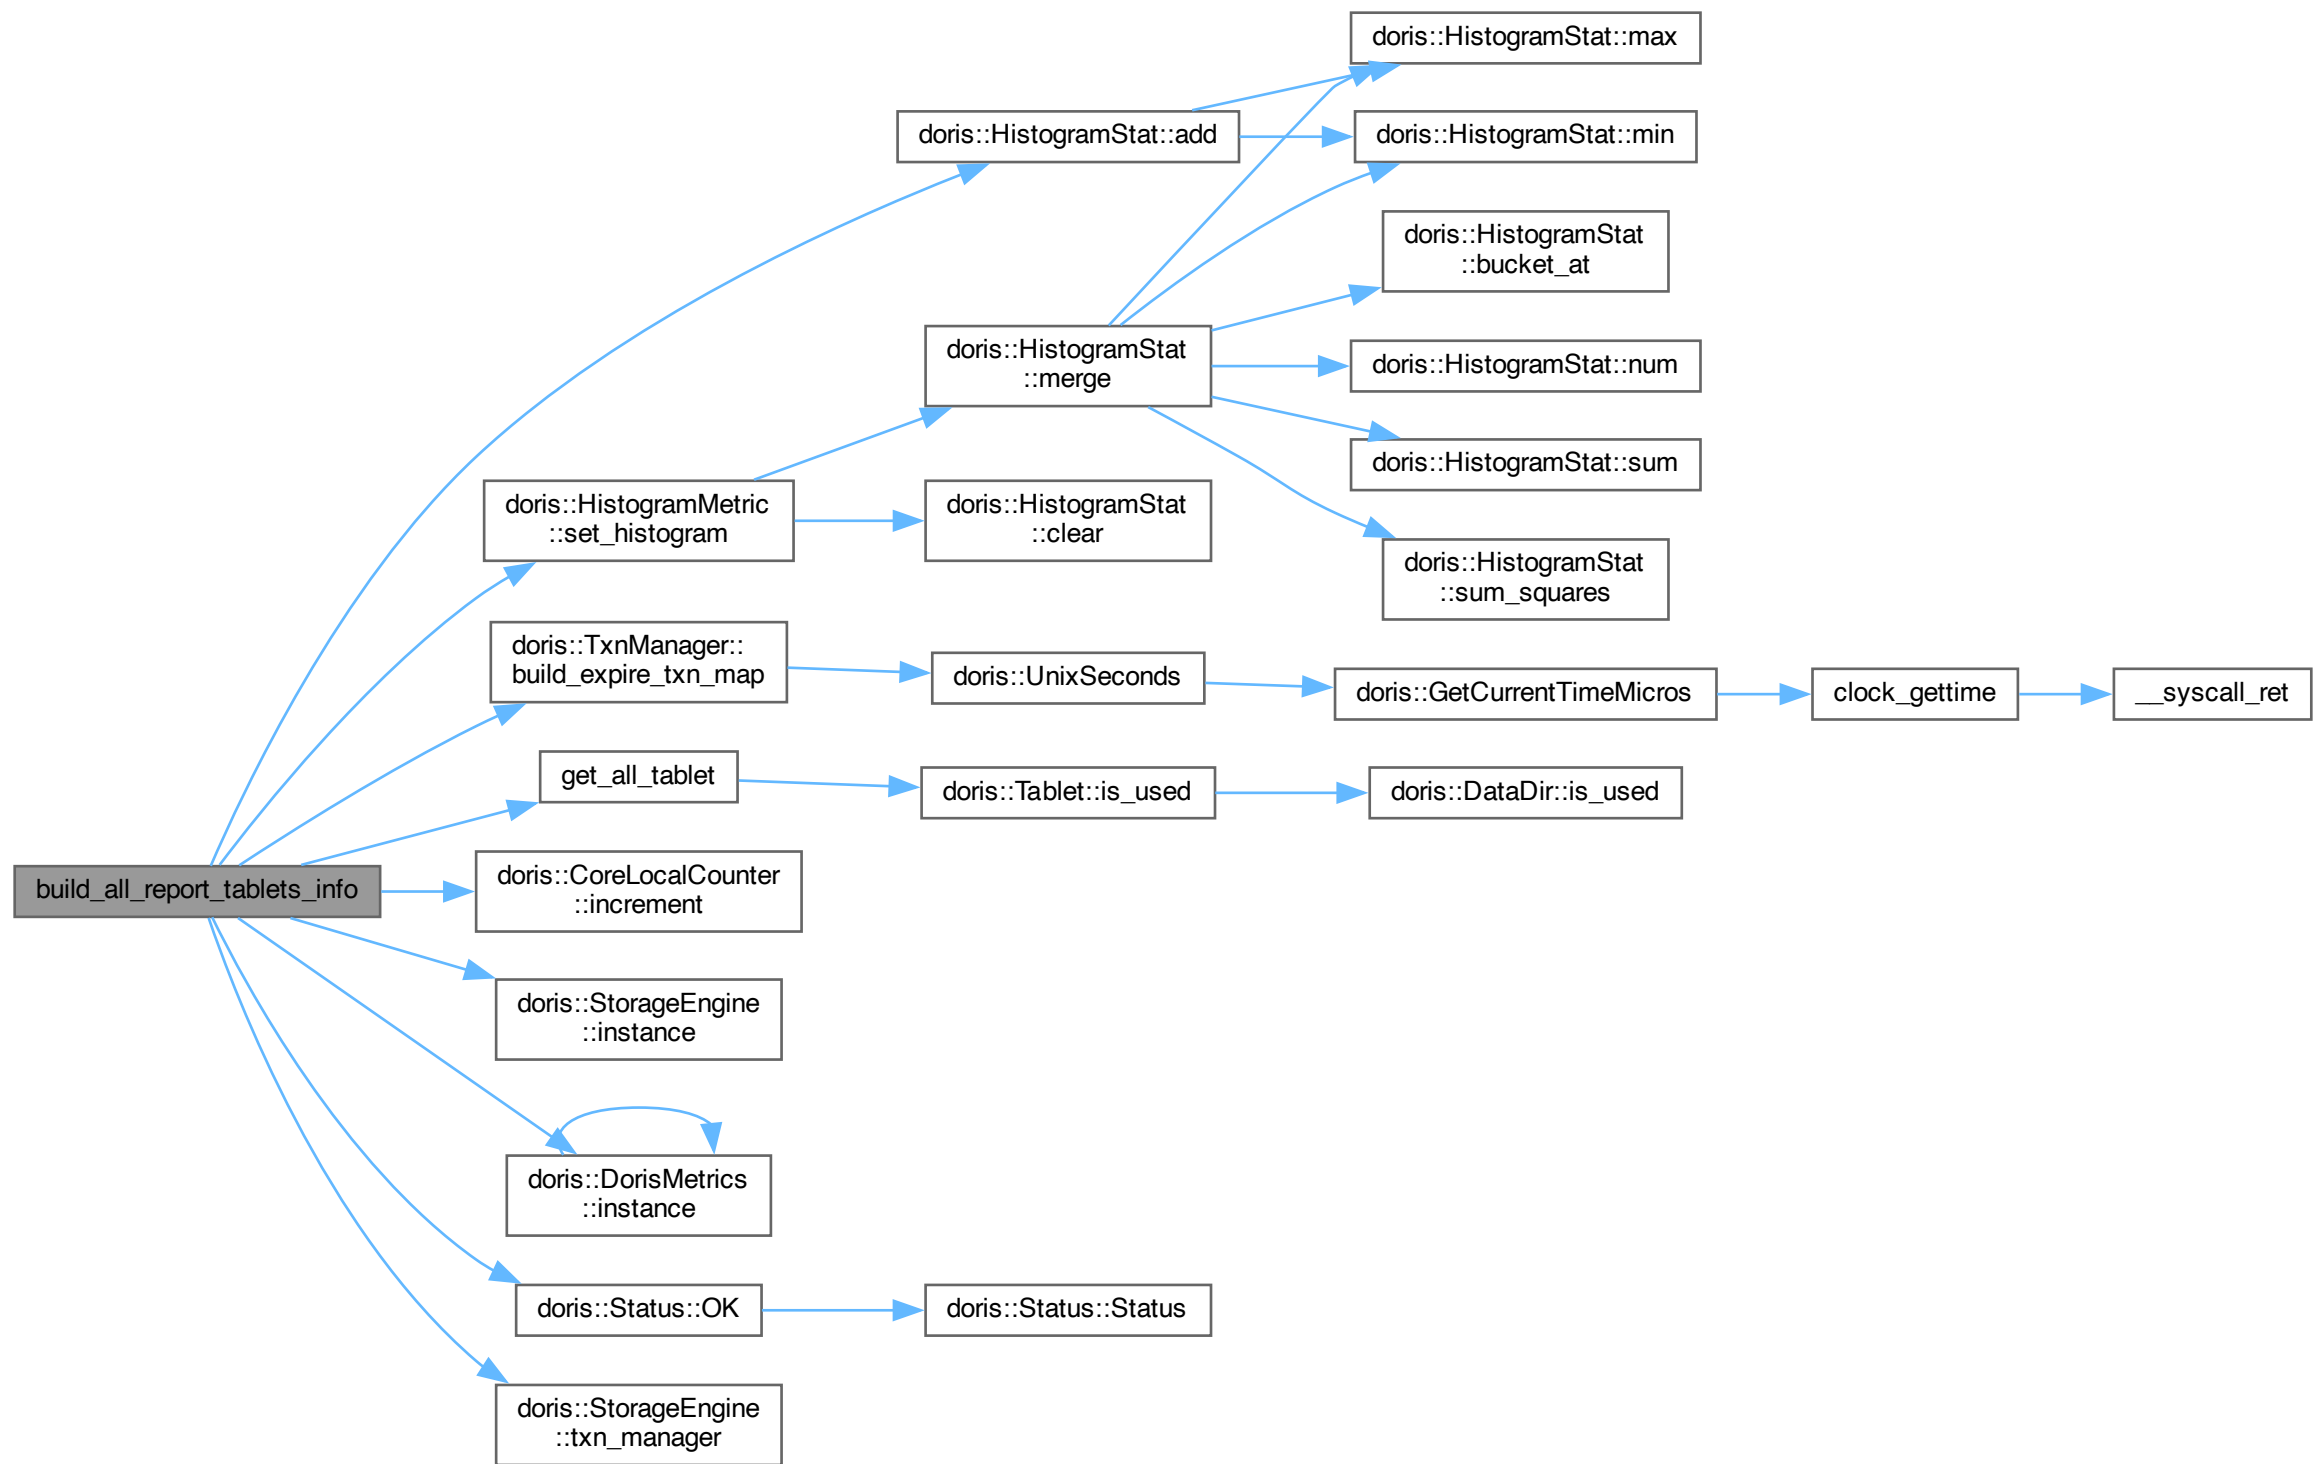 doris::HistogramStat::max
doris::HistogramStat::add
doris::HistogramStat::min
doris::HistogramStat
::bucket_at
doris::HistogramStat
::merge
doris::HistogramStat::num
doris::HistogramStat::sum
doris::HistogramMetric
::set_histogram
doris::HistogramStat
::clear
doris::HistogramStat
::sum_squares
doris::TxnManager::
build_expire_txn_map
doris::UnixSeconds
doris::GetCurrentTimeMicros
clock_gettime
__syscall_ret
get_all_tablet
doris::Tablet::is_used
doris::DataDir::is_used
build_all_report_tablets_info
doris::CoreLocalCounter
::increment
doris::StorageEngine
::instance
doris::DorisMetrics
::instance
doris::Status::OK
doris::Status::Status
doris::StorageEngine
::txn_manager